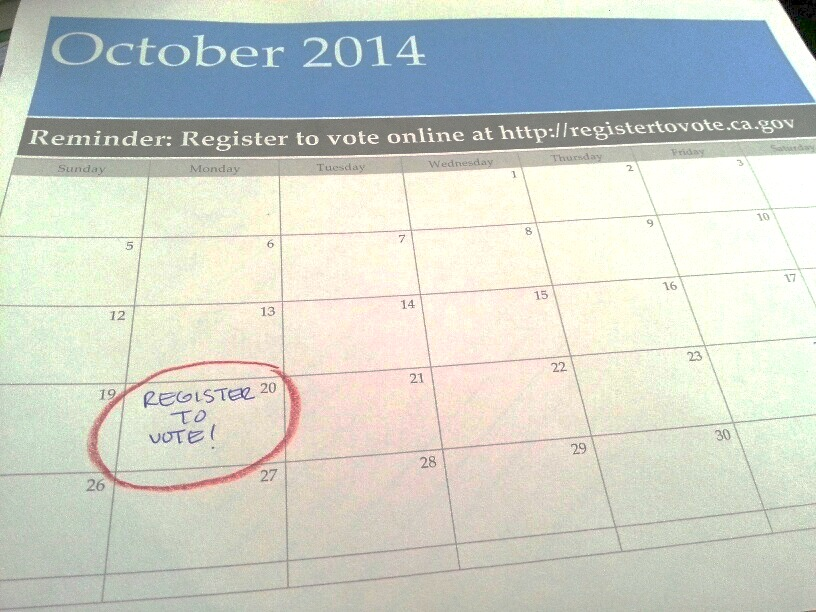 October 2014
Reminder: Register to vote online at http://registertovote.ca.gov
Sunday Monday Tuesday Wednesday Thursday Friday Saturday
1 2 3
5 6 7 8 9 10
12 13 14 15 16 17
19 20 21 22 23
REGISTER
TO
VOTE!
26 27 28 29 30